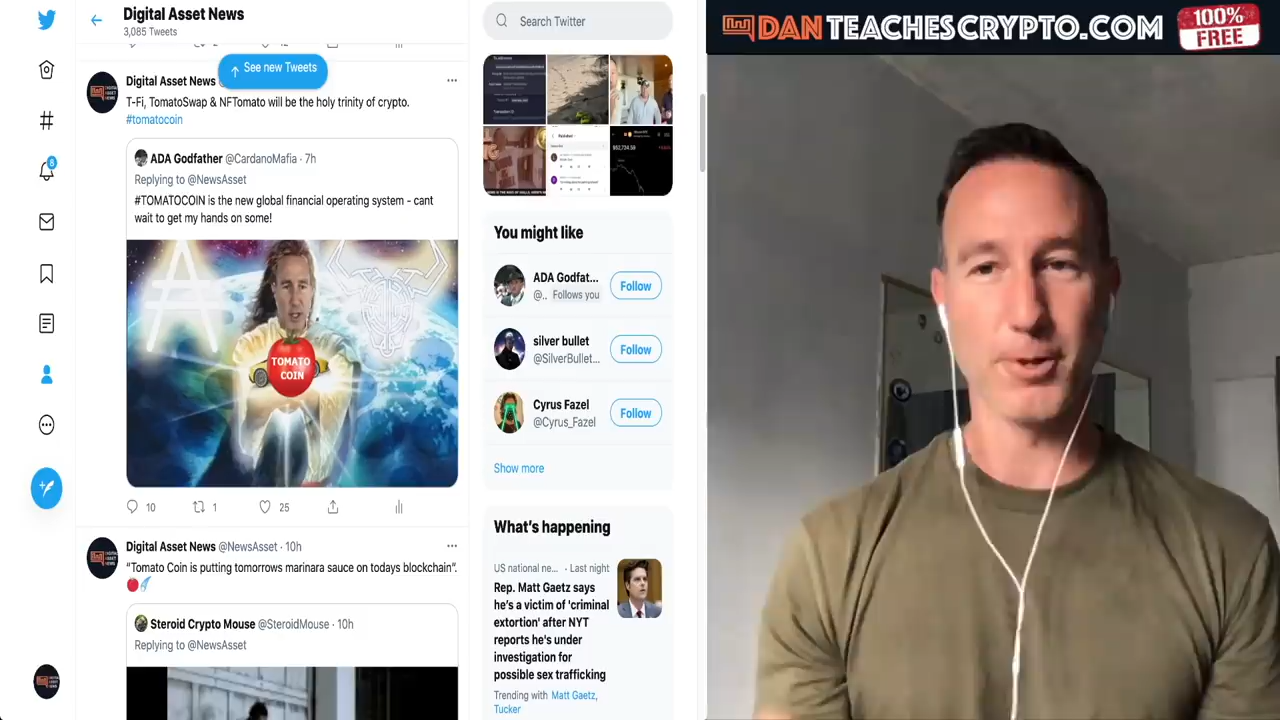 Digital Asset News
3,085 Tweets
See new Tweets
Digital Asset News
T-Fi, TomatoSwap & NFTomato will be the holy trinity of crypto.
#tomatocoin
ADA Godfather @CardanoMafia · 7h
Replying to @NewsAsset
#TOMATOCOIN is the new global financial operating system - cant
wait to get my hands on some!
TOMATO
COIN
10
1
25
Digital Asset News @NewsAsset · 10h
“Tomato Coin is putting tomorrows marinara sauce on todays blockchain”.
Steroid Crypto Mouse @SteroidMouse · 10h
Replying to @NewsAsset
8
Search Twitter
You might like
ADA Godfat...
@.. Follows you
Follow
silver bullet
@SilverBullet...
Follow
Cyrus Fazel
@Cyrus_Fazel
Follow
Show more
What’s happening
US national ne... · Last night
Rep. Matt Gaetz says
he’s a victim of 'criminal
extortion' after NYT
reports he's under
investigation for
possible sex trafficking
Trending with Matt Gaetz,
Tucker
DANTEACHESCRYPTO.COM
100%
FREE